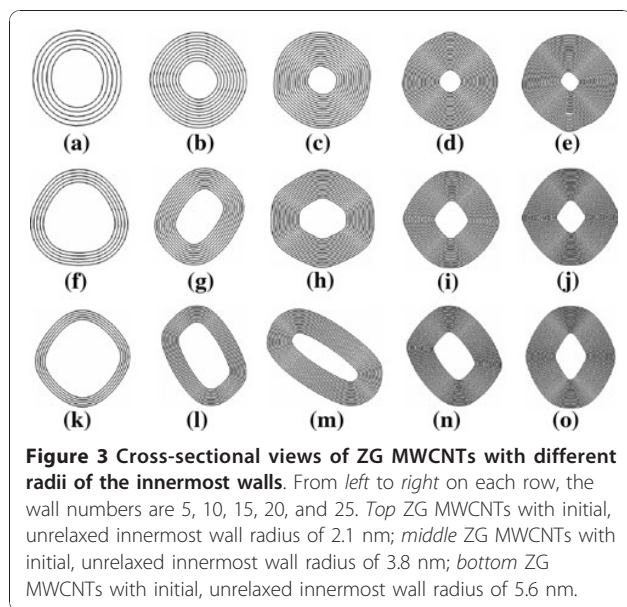 (a) (b) (c) (d) (e)
(f) (g) (h) (i) (j)
(k) (l) (m) (n) (o)
Figure 3 Cross-sectional views of ZG MWCNTs with different
radii of the innermost walls. From left to right on each row, the
wall numbers are 5, 10, 15, 20, and 25. Top ZG MWCNTs with initial,
unrelaxed innermost wall radius of 2.1 nm; middle ZG MWCNTs with
initial, unrelaxed innermost wall radius of 3.8 nm; bottom ZG
MWCNTs with initial, unrelaxed innermost wall radius of 5.6 nm.